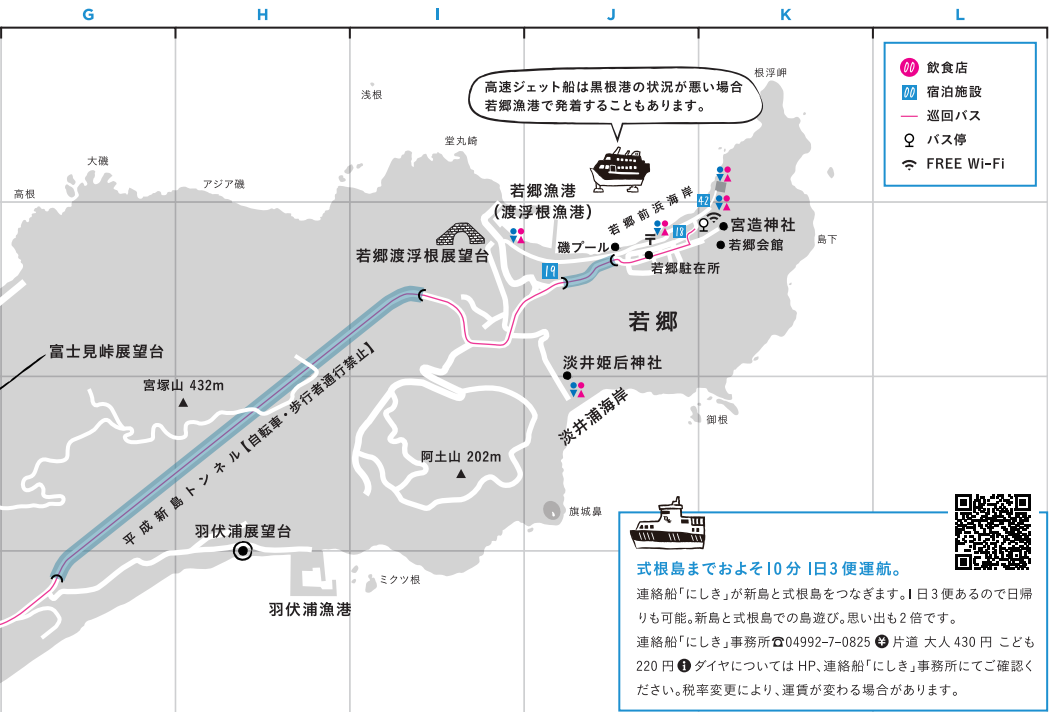 G H I J K L
00 飲食店
00 宿泊施設
巡回バス
バス停
FREE Wi-Fi
高速ジェット船は黒根港の状況が悪い場合
若郷漁港で発着することもあります。
根浮岬
浅根
堂丸崎
大磯
アジア磯
高根
若郷漁港
(渡浮根漁港)
若郷前浜海岸
42
18
宮造神社
若郷会館
島下
磯プール
若郷渡浮根展望台
19
若郷駐在所
若郷
富士見峠展望台
宮塚山 432m
淡井姫后神社
淡井浦海岸
御根
平成新島トンネル【自転車・歩行者通行禁止】
阿土山 202m
旗城鼻
羽伏浦展望台
ミクツ根
羽伏浦漁港
式根島までおよそ10分 1日3便運航。
連絡船「にしき」が新島と式根島をつなぎます。1日3便あるので日帰
りも可能。新島と式根島での島遊び。思い出も2倍です。
連絡船「にしき」事務所☎04992-7-0825 ¥片道 大人430円 こども
220円 iダイヤについてはHP、連絡船「にしき」事務所にてご確認く
ださい。税率変更により、運賃が変わる場合があります。